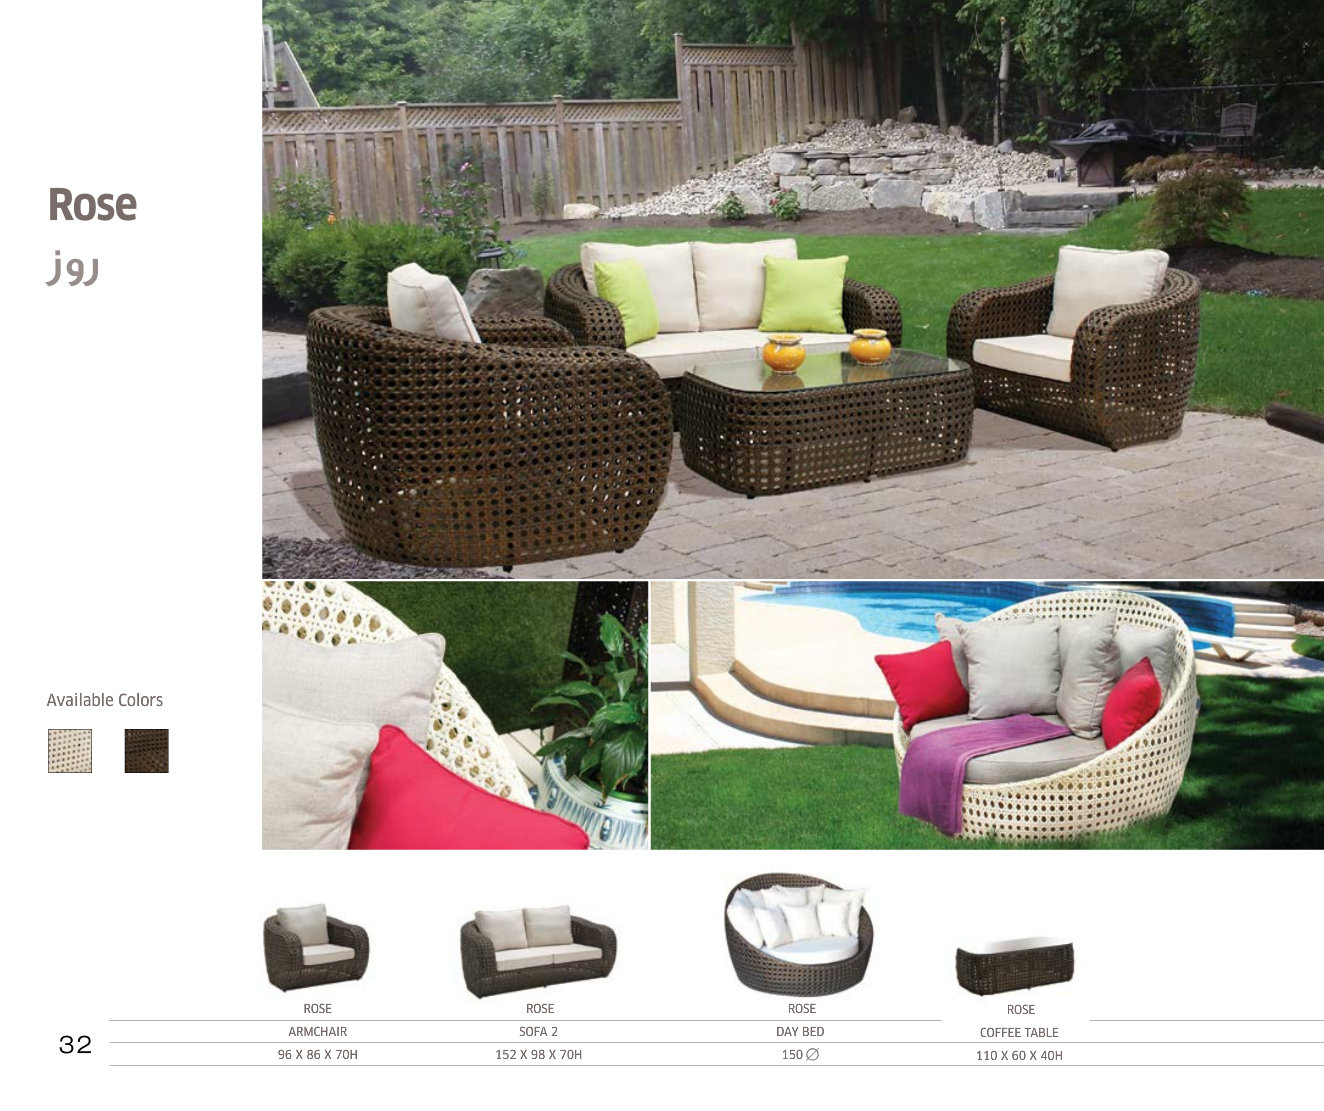 Rose
روز
Available Colors
ROSE
ROSE
ROSE
ROSE
ARMCHAIR
SOFA 2
DAY BED
COFFEE TABLE
96 X 86 X 70H
152 X 98 X 70H
150 ∅
110 X 60 X 40H
32